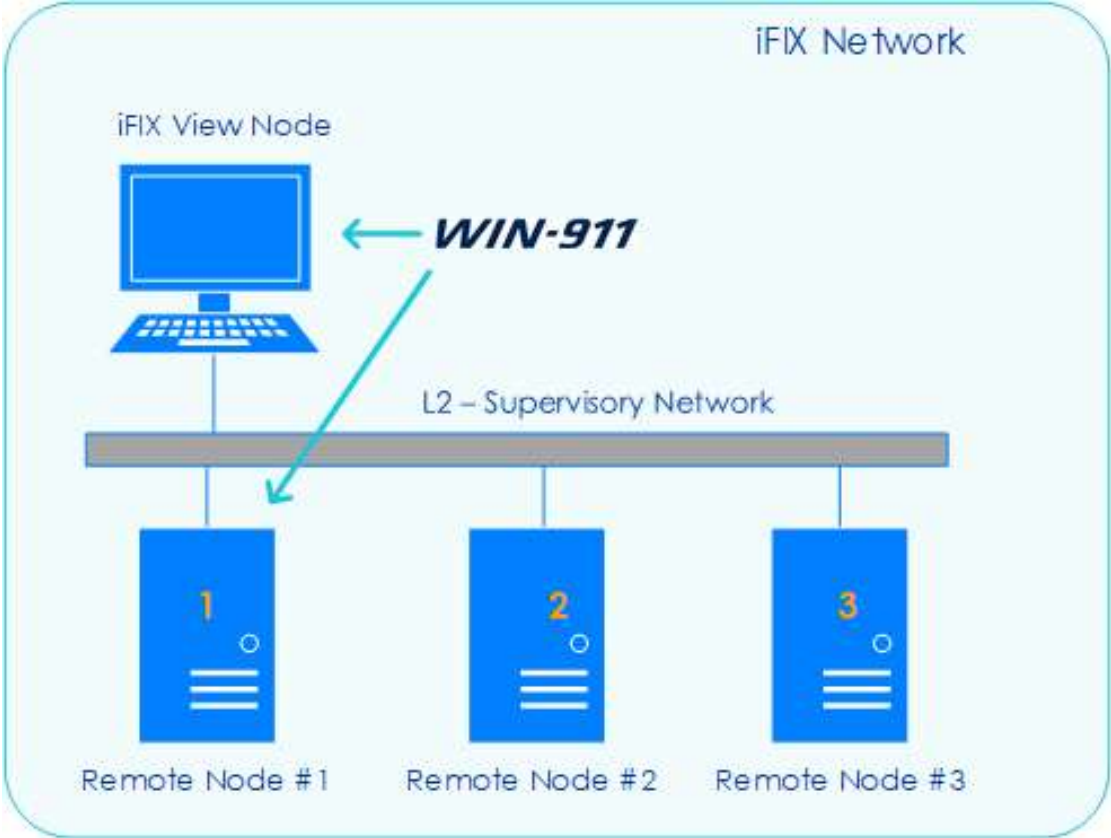 iFIX Network
iFIX View Node
WIN-911
L2 – Supervisory Network
1
2
3
Remote Node #1
Remote Node #2
Remote Node #3